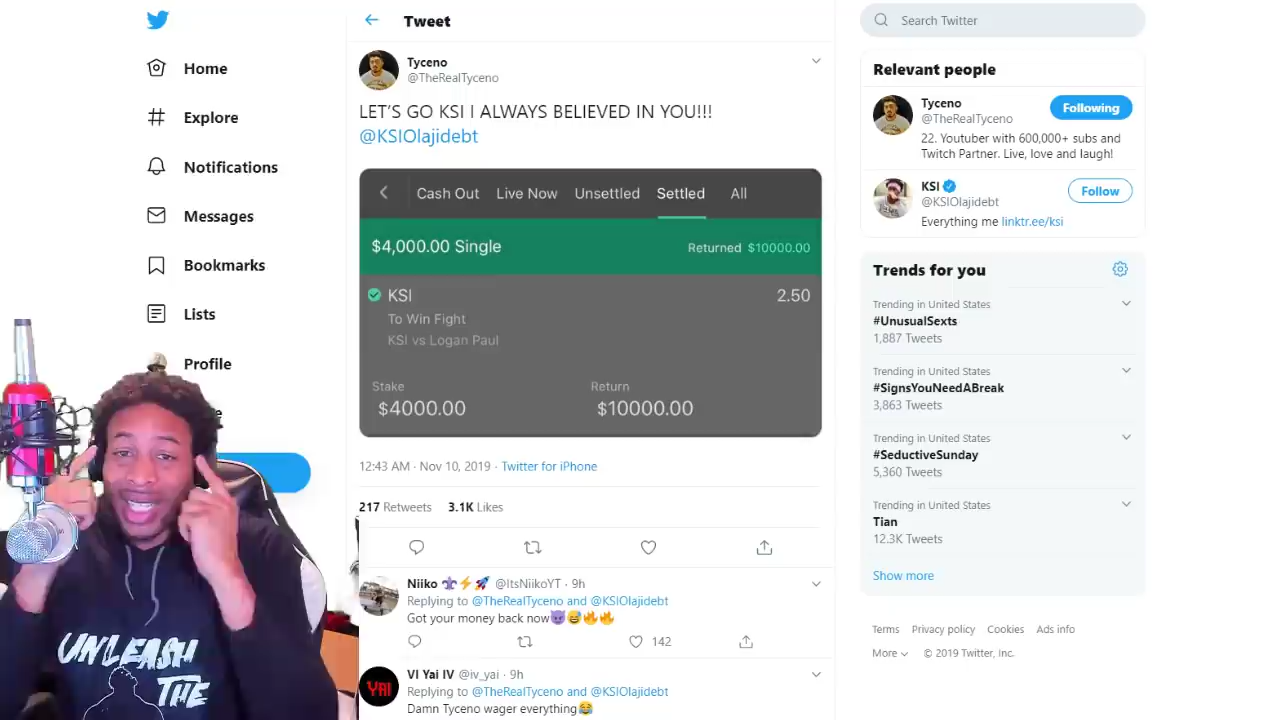 Home
Explore
Notifications
Messages
Bookmarks
Lists
Profile
Tweet
Tyceno
@TheRealTyceno
LET'S GO KSI I ALWAYS BELIEVED IN YOU!!!
@KSIOlajidebt
Cash Out Live Now Unsettled Settled All
$4,000.00 Single Returned $10000.00
KSI 2.50
To Win Fight
KSI vs Logan Paul
Stake Return
$4000.00 $10000.00
12:43 AM · Nov 10, 2019 · Twitter for iPhone
217 Retweets 3.1K Likes
Niiko ⚜️⚡🚀 @ItsNiikoYT · 9h
Replying to @TheRealTyceno and @KSIOlajidebt
Got your money back now😈😅🔥🔥
142
VI Yai IV @iv_yai · 9h
Replying to @TheRealTyceno and @KSIOlajidebt
Damn Tyceno wager everything😂
YAI
Search Twitter
Relevant people
Tyceno
@TheRealTyceno
Following
22. Youtuber with 600,000+ subs and
Twitch Partner. Live, love and laugh!
KSI
@KSIOlajidebt
Follow
Everything me linktr.ee/ksi
Trends for you
Trending in United States
#UnusualSexts
1,887 Tweets
Trending in United States
#SignsYouNeedABreak
3,863 Tweets
Trending in United States
#SeductiveSunday
5,360 Tweets
Trending in United States
Tian
12.3K Tweets
Show more
Terms Privacy policy Cookies Ads info
More © 2019 Twitter, Inc.
UNLEASH
THE